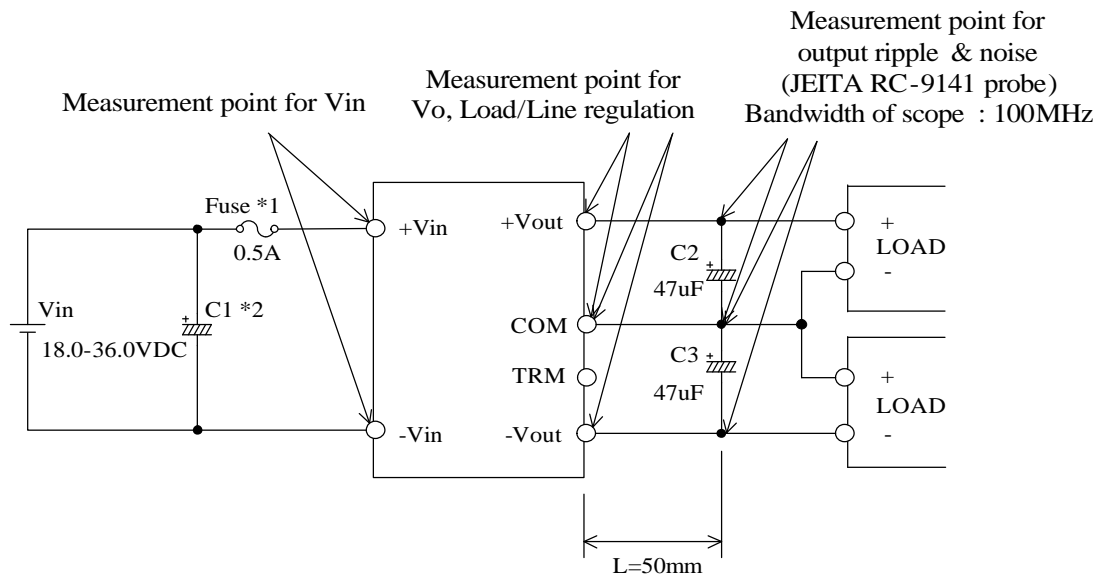 Measurement point for
output ripple & noise
(JEITA RC-9141 probe)
Bandwidth of scope : 100MHz
Measurement point for
Vo, Load/Line regulation
Measurement point for Vin
Fuse *1
0.5A
+Vin
+Vout
+
LOAD
-
C2
+
47uF
Vin
18.0-36.0VDC
C1 *2
+
COM
C3
+
47uF
TRM
+
LOAD
-
-Vin
-Vout
L=50mm